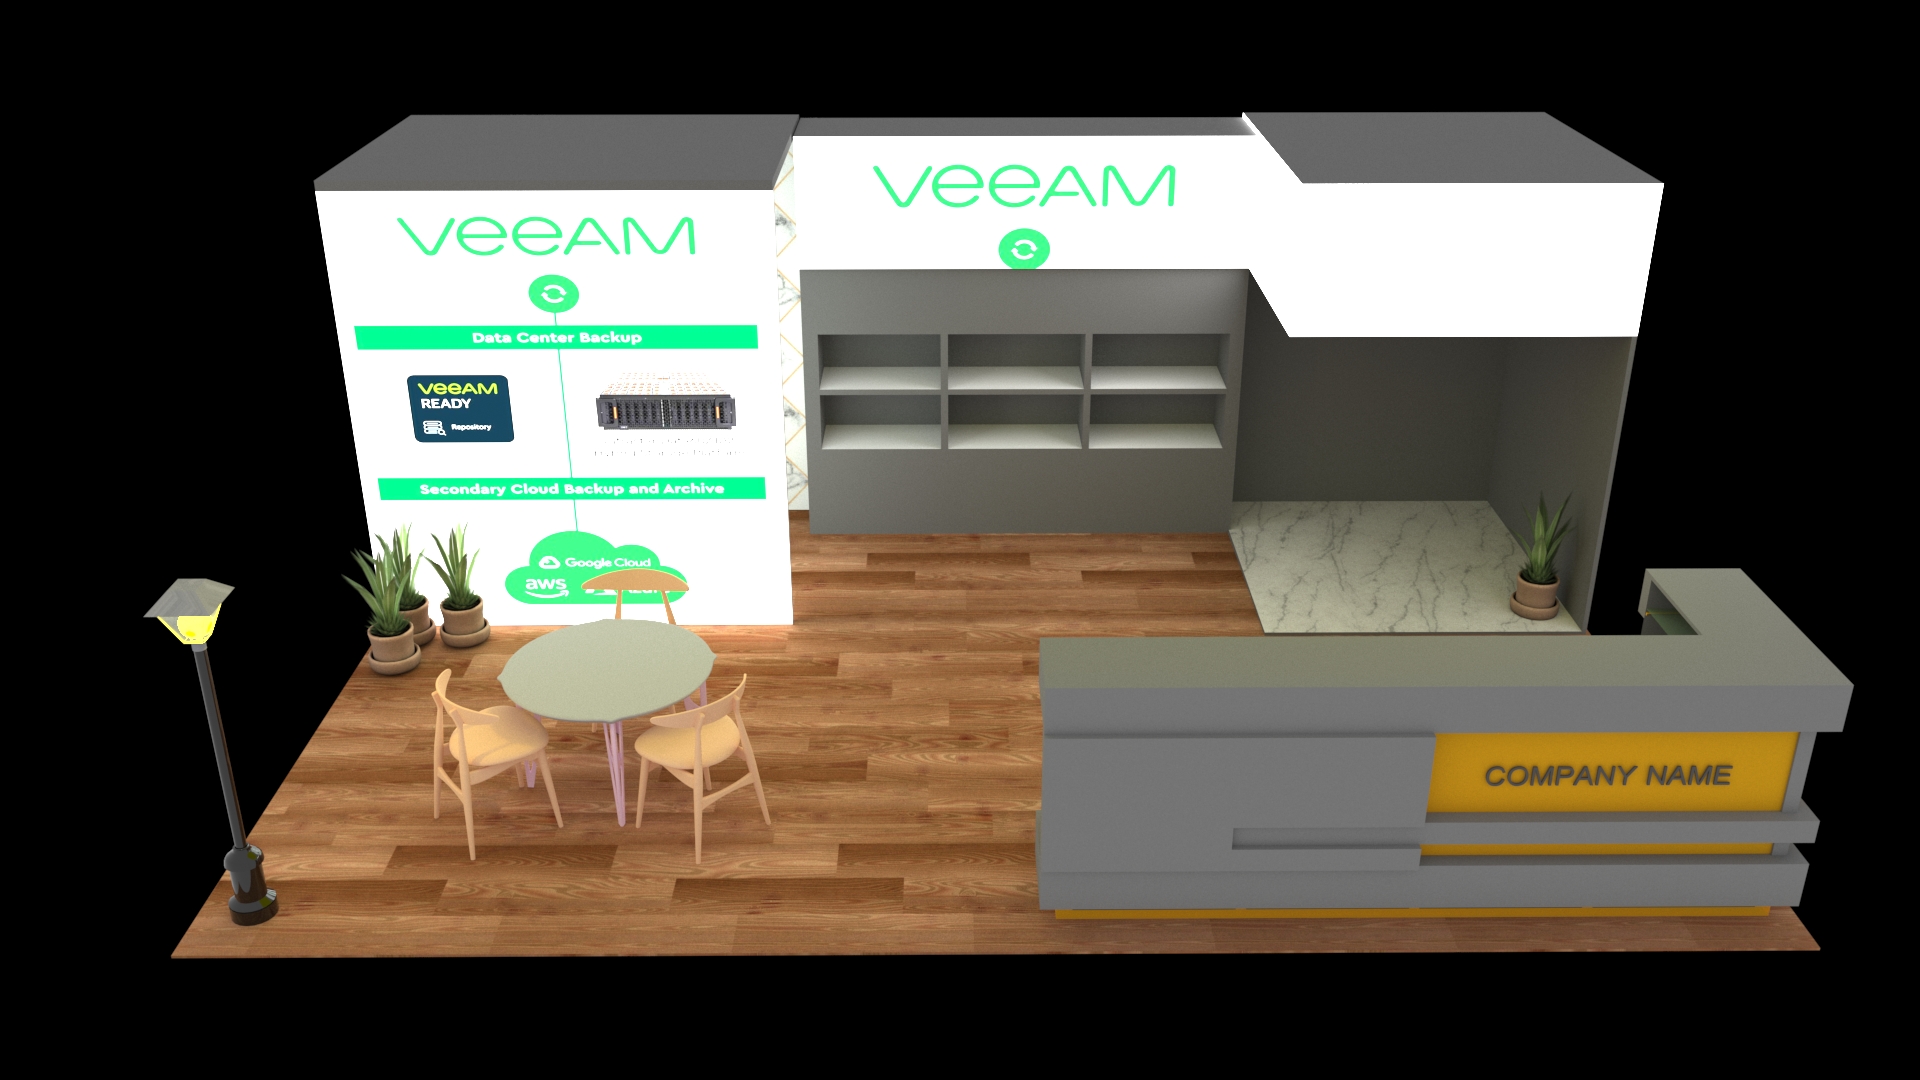 veeAM
veeAM
Data Center Backup
veeAM
READY
Repository
Secondary Cloud Backup and Archive
Google Cloud
aws
COMPANY NAME